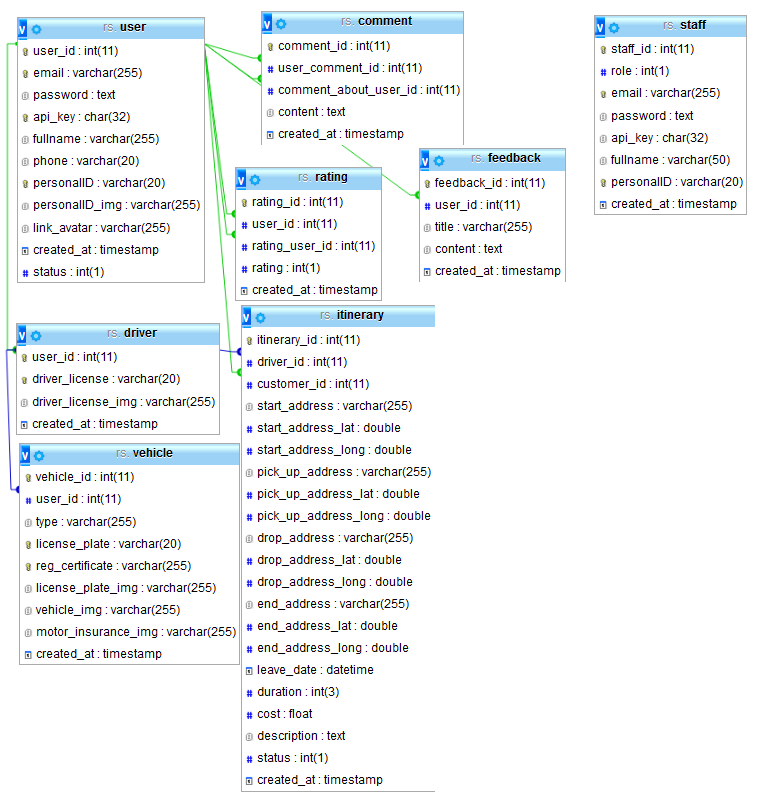 v rs. user
user_id : int(11)
email : varchar(255)
password : text
api_key : char(32)
fullname : varchar(255)
phone : varchar(20)
personalID : varchar(20)
personalID_img : varchar(255)
link_avatar : varchar(255)
created_at : timestamp
status : int(1)
v rs. comment
comment_id : int(11)
user_comment_id : int(11)
comment_about_user_id : int(11)
content : text
created_at : timestamp
v rs. staff
staff_id : int(11)
role : int(1)
email : varchar(255)
password : text
api_key : char(32)
fullname : varchar(50)
personalID : varchar(20)
created_at : timestamp
v rs. feedback
feedback_id : int(11)
user_id : int(11)
title : varchar(255)
content : text
created_at : timestamp
v rs. rating
rating_id : int(11)
user_id : int(11)
rating_user_id : int(11)
rating : int(1)
created_at : timestamp
v rs. driver
user_id : int(11)
driver_license : varchar(20)
driver_license_img : varchar(255)
created_at : timestamp
v rs. itinerary
itinerary_id : int(11)
driver_id : int(11)
customer_id : int(11)
start_address : varchar(255)
start_address_lat : double
start_address_long : double
pick_up_address : varchar(255)
pick_up_address_lat : double
pick_up_address_long : double
drop_address : varchar(255)
drop_address_lat : double
drop_address_long : double
end_address : varchar(255)
end_address_lat : double
end_address_long : double
leave_date : datetime
duration : int(3)
cost : float
description : text
status : int(1)
created_at : timestamp
v rs. vehicle
vehicle_id : int(11)
user_id : int(11)
type : varchar(255)
license_plate : varchar(20)
reg_certificate : varchar(255)
license_plate_img : varchar(255)
vehicle_img : varchar(255)
motor_insurance_img : varchar(255)
created_at : timestamp